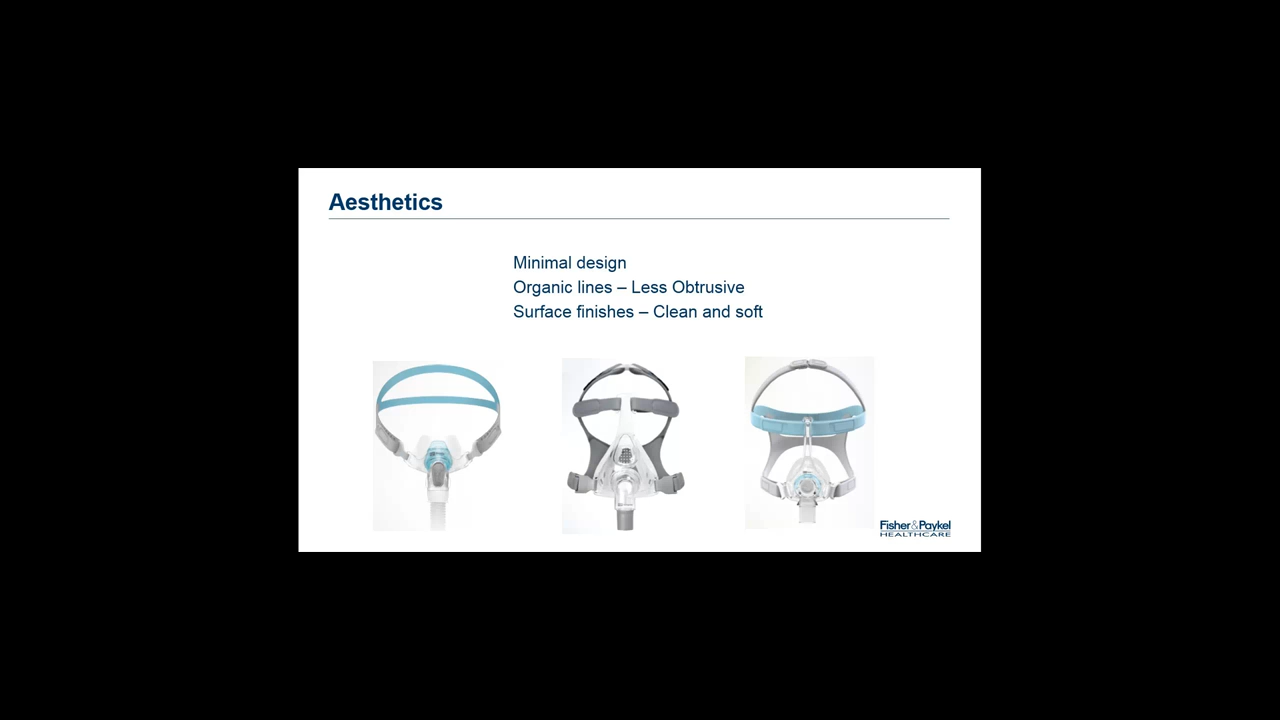 Aesthetics
Minimal design
Organic lines – Less Obtrusive
Surface finishes – Clean and soft
Fisher&Paykel
HEALTHCARE